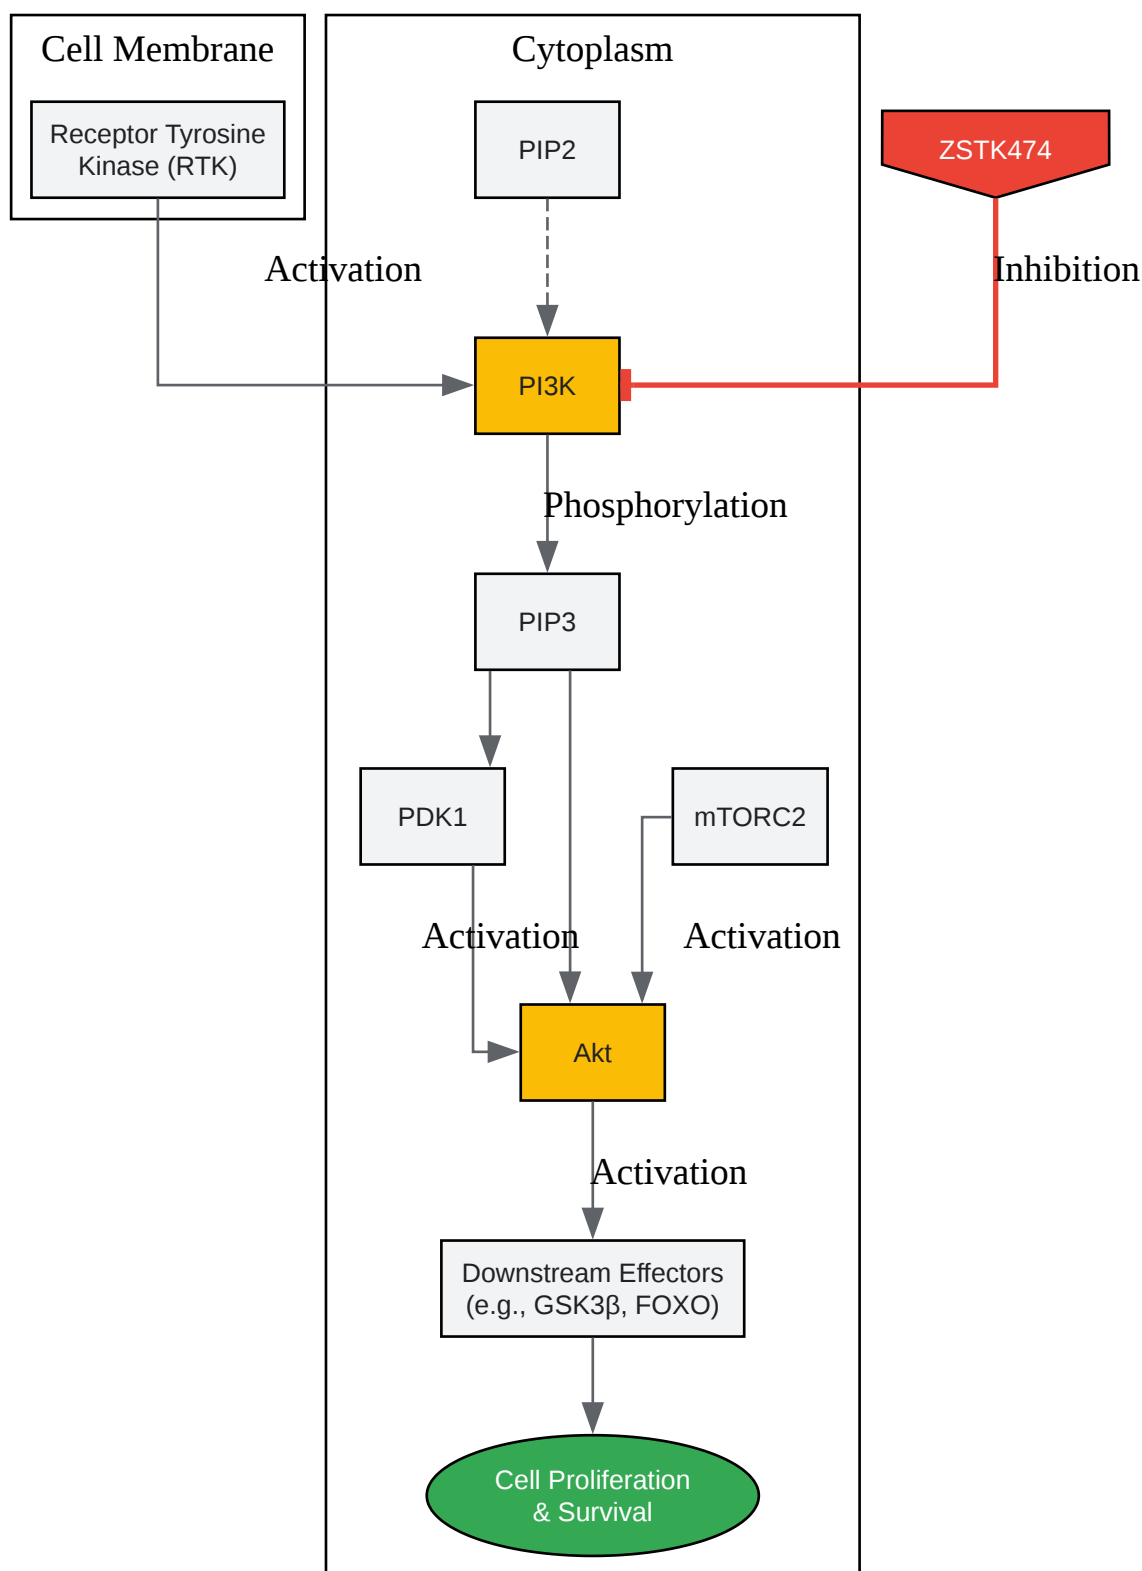 Cell Membrane
Cytoplasm
Receptor Tyrosine
Kinase (RTK)
PIP2
ZSTK474
Activation
Inhibition
PI3K
Phosphorylation
PIP3
PDK1
mTORC2
Activation
Activation
Akt
Activation
Downstream Effectors
(e.g., GSK3β, FOXO)
Cell Proliferation
& Survival